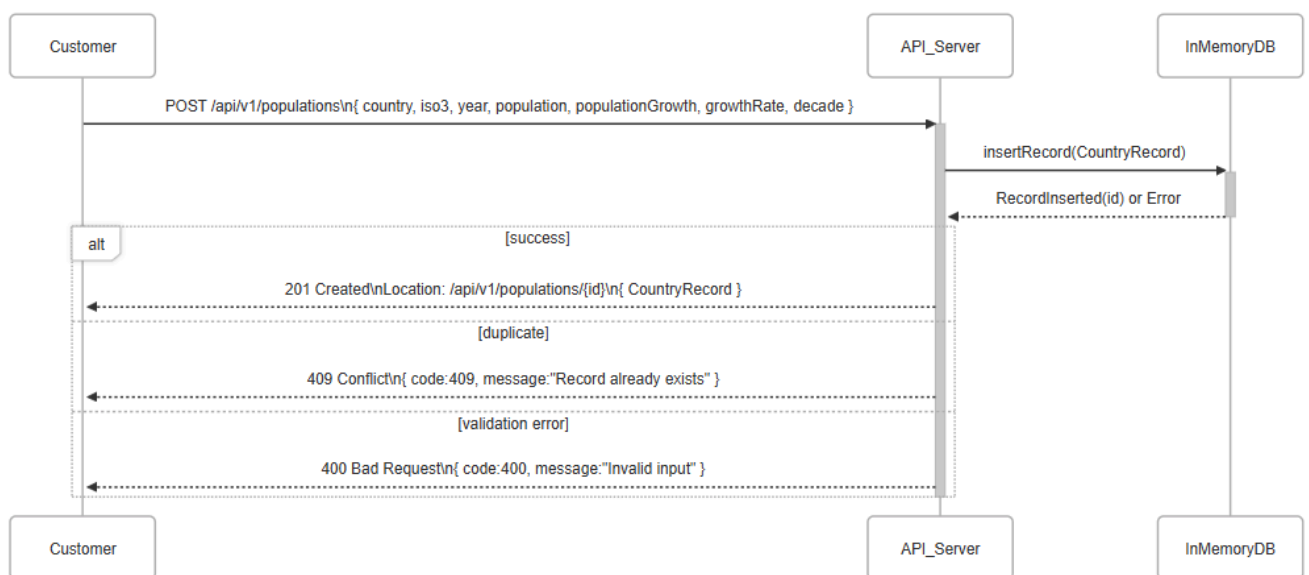 Customer
API_Server
InMemoryDB
POST /api/v1/populations\n{ country, iso3, year, population, populationGrowth, growthRate, decade }
insertRecord(CountryRecord)
RecordInserted(id) or Error
alt
[success]
201 Created\nLocation: /api/v1/populations/{id}\n{ CountryRecord }
[duplicate]
409 Conflict\n{ code:409, message:"Record already exists" }
[validation error]
400 Bad Request\n{ code:400, message:"Invalid input" }
Customer
API_Server
InMemoryDB